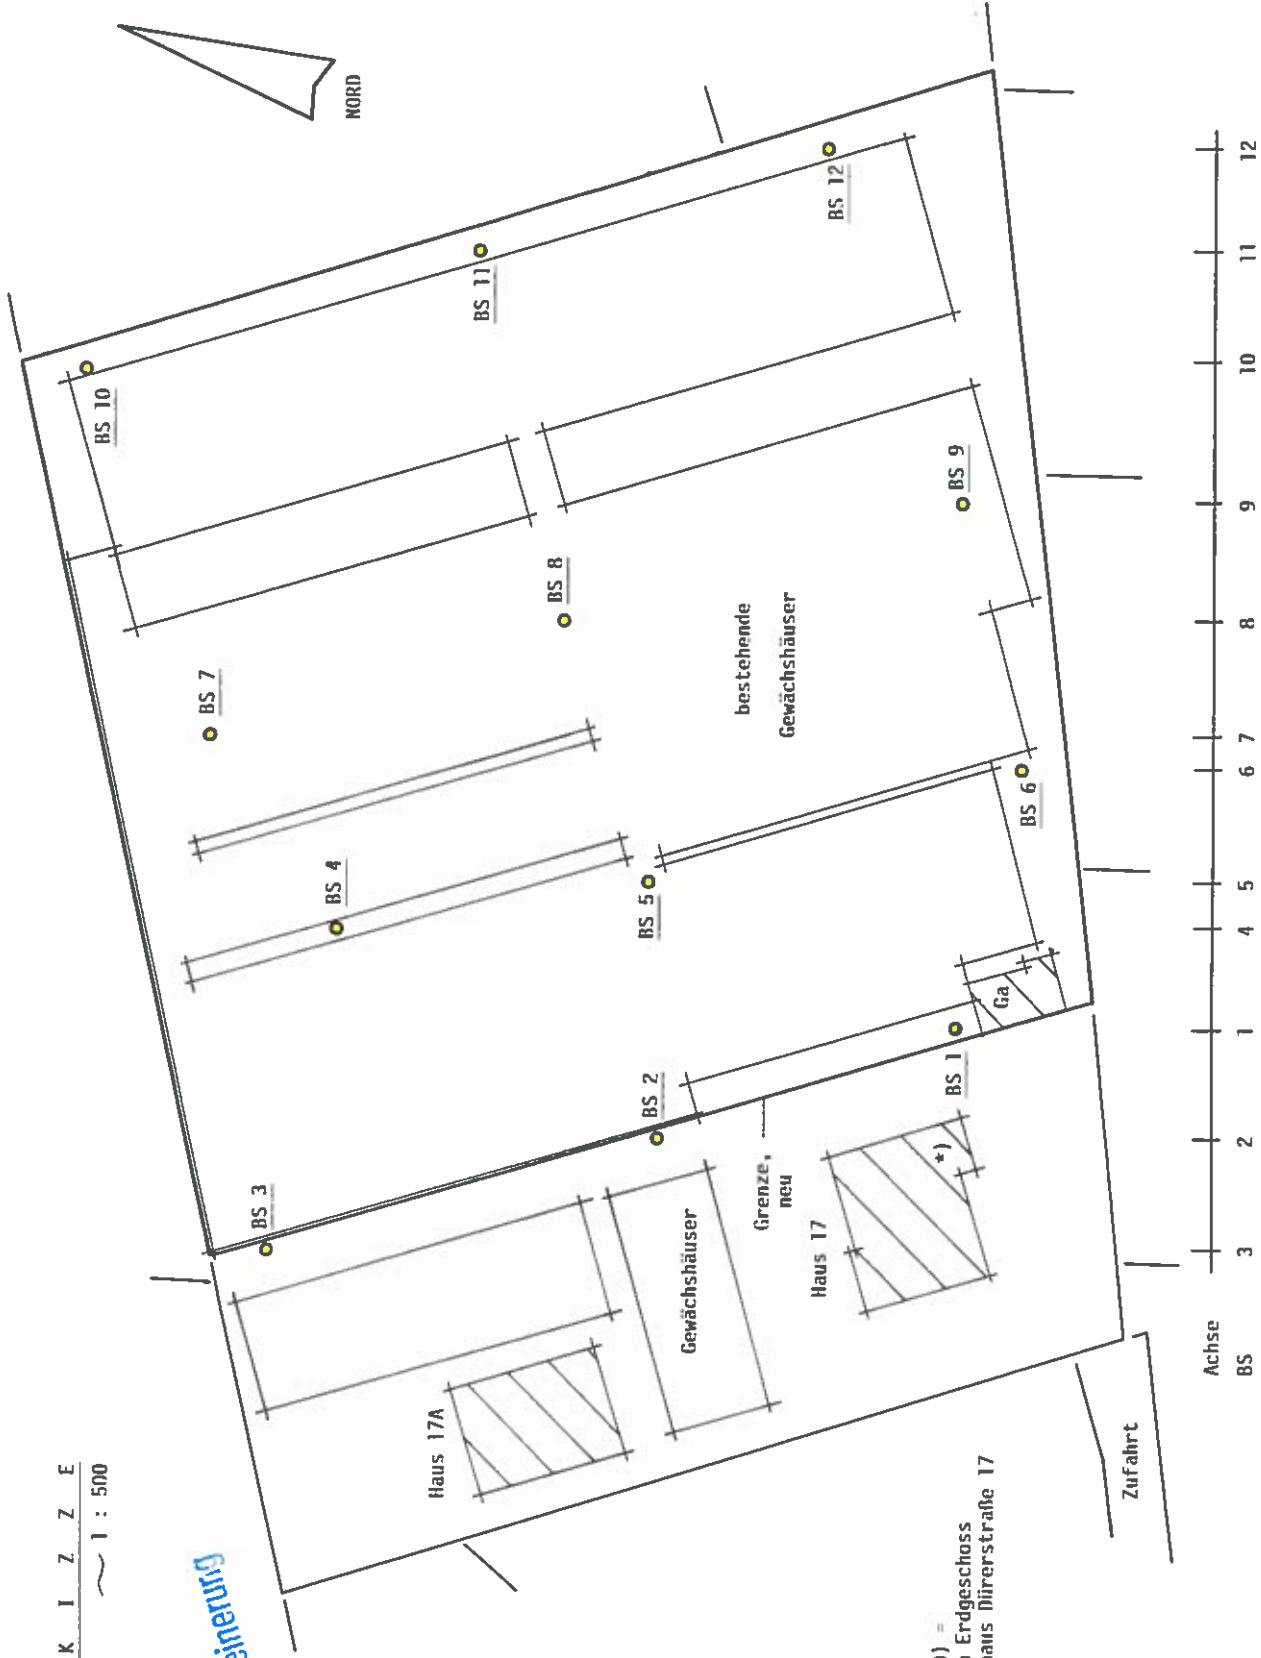 K I Z Z E
~ 1 : 500
NORD
BS 10
BS 11
BS 12
BS 7
BS 8
BS 9
BS 4
BS 5
BS 6
bestehende
Gewächshäuser
BS 3
BS 2
BS 1
Ga
Grenze,
neu
Gewächshäuser
Haus 17A
Haus 17
*)
Zufahrt
Erdgeschoss
haus Dürerstraße 17
Achse
BS
3 2 1 4 5 6 7 8 9 10 11 12